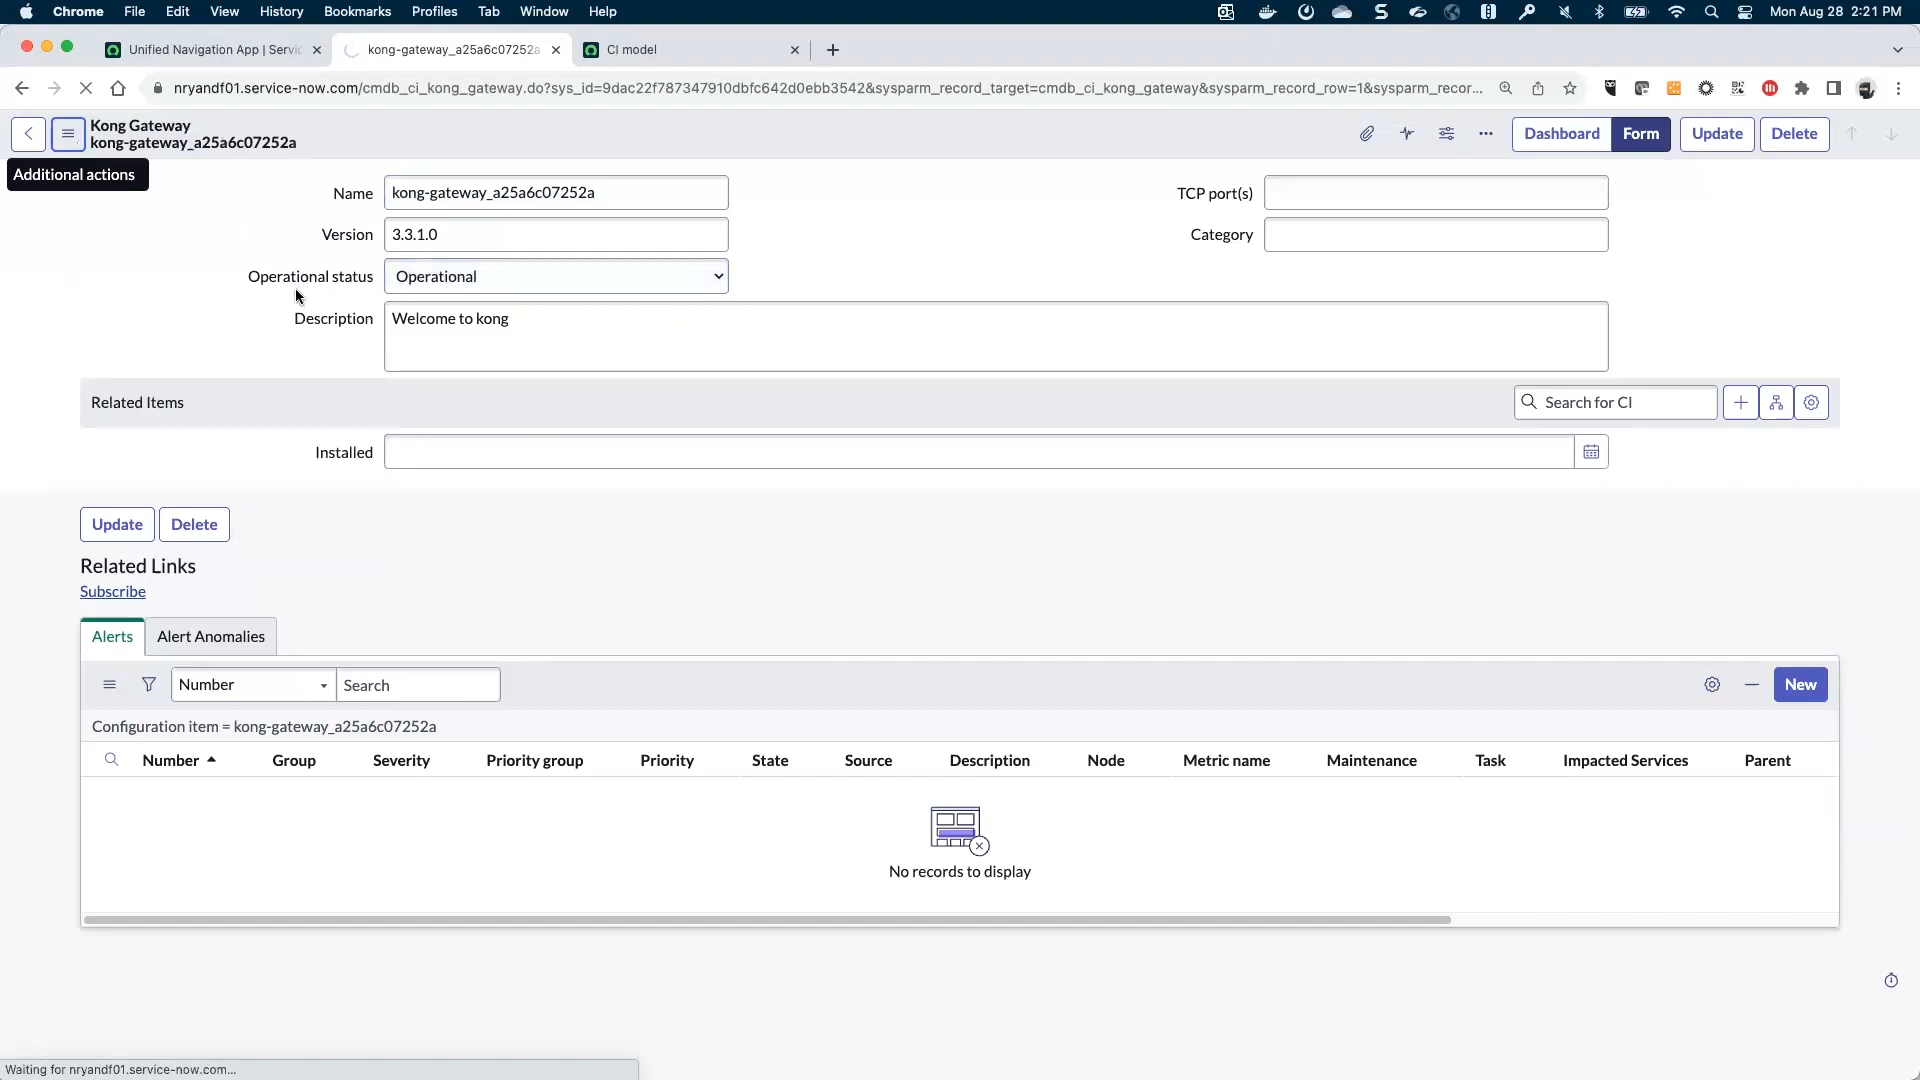 Chrome File Edit View History Bookmarks Profiles Tab Window Help Mon Aug 28 2:21 PM
Unified Navigation App | Servic kong-gateway_a25a6c07252a CI model
nryandf01.service-now.com/cmdb_ci_kong_gateway.do?sys_id=9dac22f787347910dbfc642d0ebb3542&sysparm_record_target=cmdb_ci_kong_gateway&sysparm_record_row=1&sysparm_recor...
Kong Gateway
kong-gateway_a25a6c07252a
Dashboard Form Update Delete
Additional actions
Name kong-gateway_a25a6c07252a TCP port(s)
Version 3.3.1.0 Category
Operational status Operational
Description Welcome to kong
Related Items Search for CI
Installed
Update Delete
Related Links
Subscribe
Alerts Alert Anomalies
Number Search New
Configuration item = kong-gateway_a25a6c07252a
Number Group Severity Priority group Priority State Source Description Node Metric name Maintenance Task Impacted Services Parent
No records to display
Waiting for nryandf01.service-now.com...